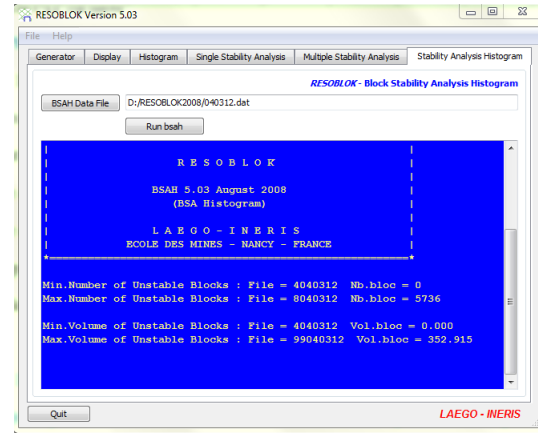 RESOBLOK Version 5.03
File Help
Generator Display Histogram Single Stability Analysis Multiple Stability Analysis Stability Analysis Histogram
RESOBLOK - Block Stability Analysis Histogram
BSAH Data File D:/RESOBLOK2008/040312.dat
Run bsah
| |
| R E S O B L O K |
| |
| BSAH 5.03 August 2008 |
| (BSA Histogram) |
| |
| L A E G O - I N E R I S |
| ECOLE DES MINES - NANCY - FRANCE |
*=================================================*
Min.Number of Unstable Blocks : File = 4040312 Nb.bloc = 0
Max.Number of Unstable Blocks : File = 8040312 Nb.bloc = 5736
Min.Volume of Unstable Blocks : File = 4040312 Vol.bloc = 0.000
Max.Volume of Unstable Blocks : File = 99040312 Vol.bloc = 352.915
Quit LAEGO - INERIS